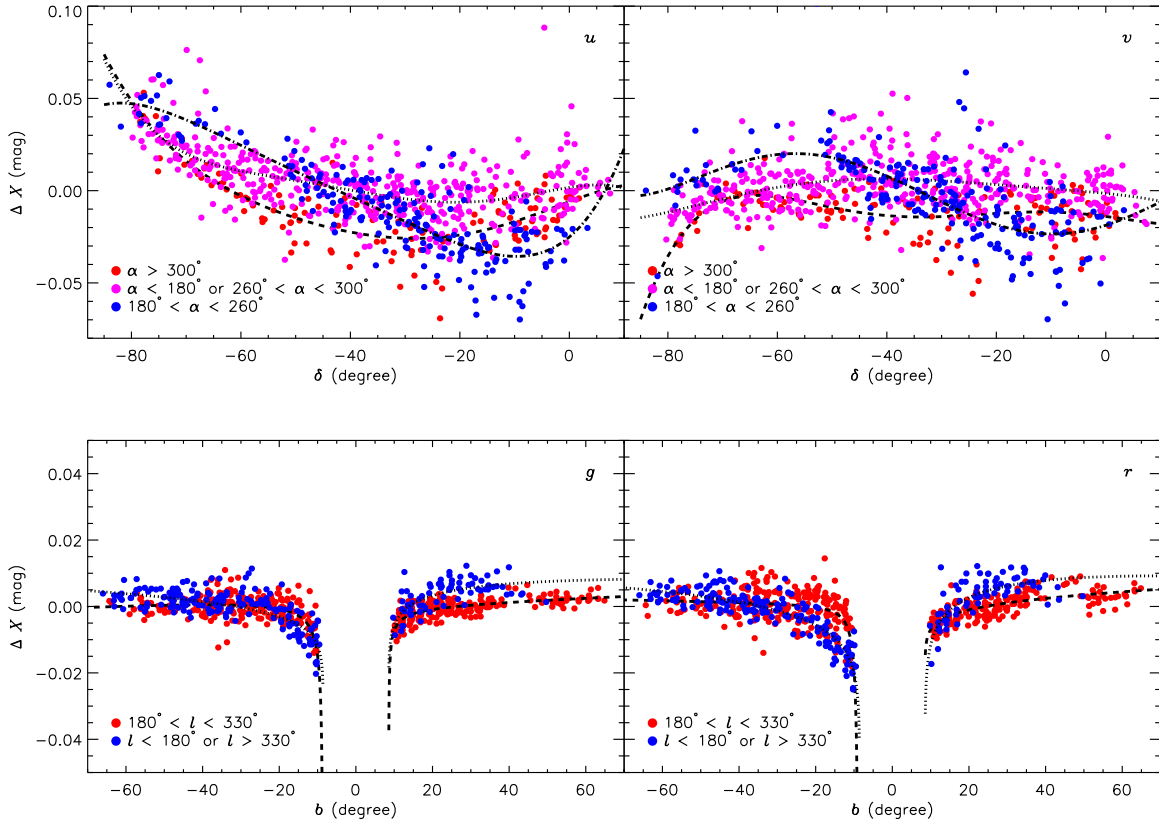 0.10
0.05
0.00
−0.05
Δ X (mag)
u
α > 300°
α < 180° or 260° < α < 300°
180° < α < 260°
−80 −60 −40 −20 0
δ (degree)
v
α > 300°
α < 180° or 260° < α < 300°
180° < α < 260°
−80 −60 −40 −20 0
δ (degree)
0.04
0.02
0.00
−0.02
−0.04
Δ X (mag)
g
180° < l < 330°
l < 180° or l > 330°
−60 −40 −20 0 20 40 60
b (degree)
r
180° < l < 330°
l < 180° or l > 330°
−60 −40 −20 0 20 40 60
b (degree)